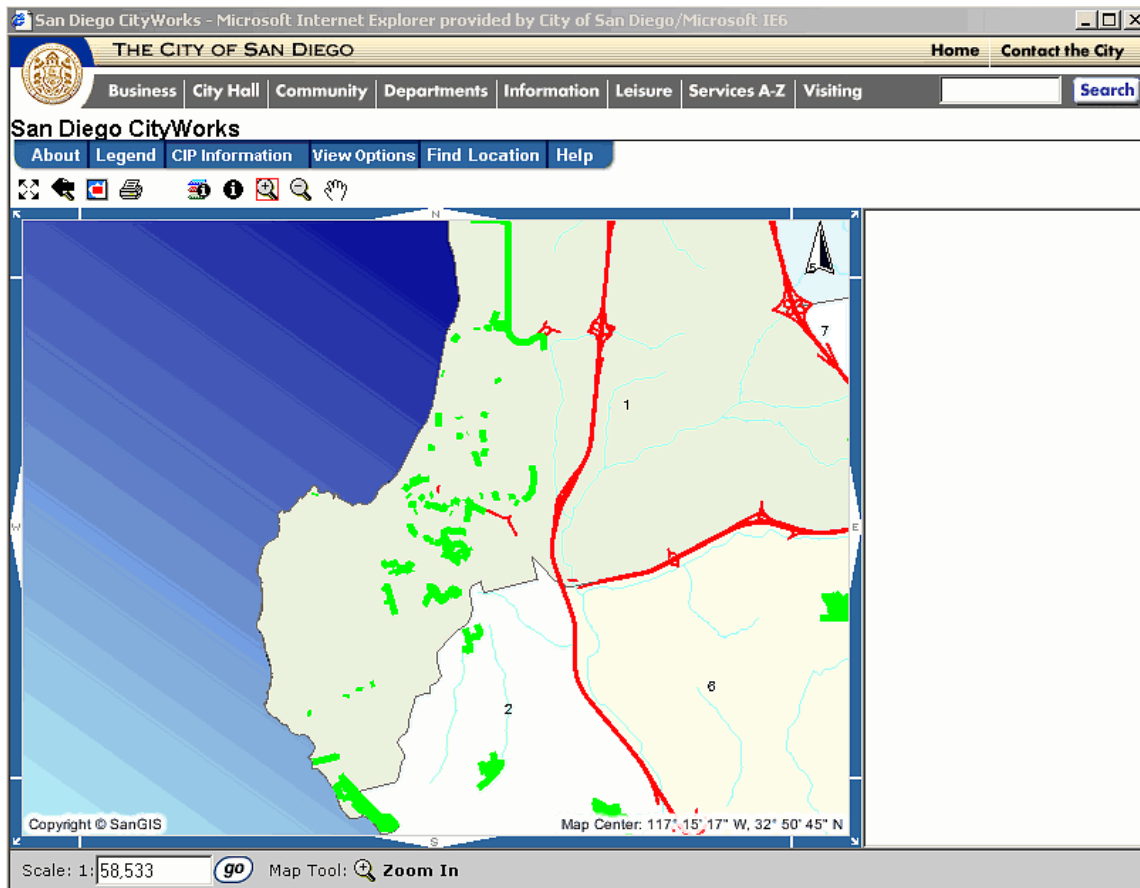 San Diego CityWorks - Microsoft Internet Explorer provided by City of San Diego/Microsoft IE6
THE CITY OF SAN DIEGO
Home
Contact the City
Business
City Hall
Community
Departments
Information
Leisure
Services A-Z
Visiting
Search
San Diego CityWorks
About
Legend
CIP Information
View Options
Find Location
Help
N
5
7
1
W
E
6
2
Copyright © SanGIS
Map Center: 117° 15' 17" W, 32° 50' 45" N
S
Scale: 1: 58,533
go
Map Tool: Zoom In